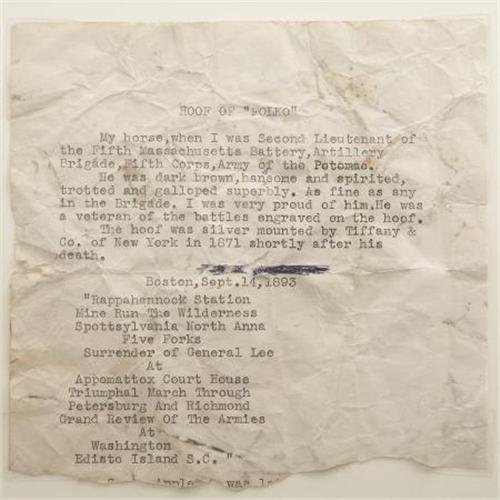 HOOF OF "POLKO"
My horse,when I was Second Lieutenant of
the Fifth Massachusetts Battery,Artillery
Brigade,Fifth Corps,Army of the Potomac.
He was dark brown,hansome and spirited,
trotted and galloped superbly. As fine as any
in the Brigade. I was very proud of him.He was
a veteran of the battles engraved on the hoof.
The hoof was silver mounted by Tiffany &
Co. of New York in 1871 shortly after his
death.
Boston,Sept.14,1893
"Rappahannock Station
Mine Run The Wilderness
Spottsylvania North Anna
Five Forks
Surrender of General Lee
At
Appomattox Court House
Triumphal March Through
Petersburg And Richmond
Grand Review Of The Armies
At
Washington
Edisto Island S.C. "
was